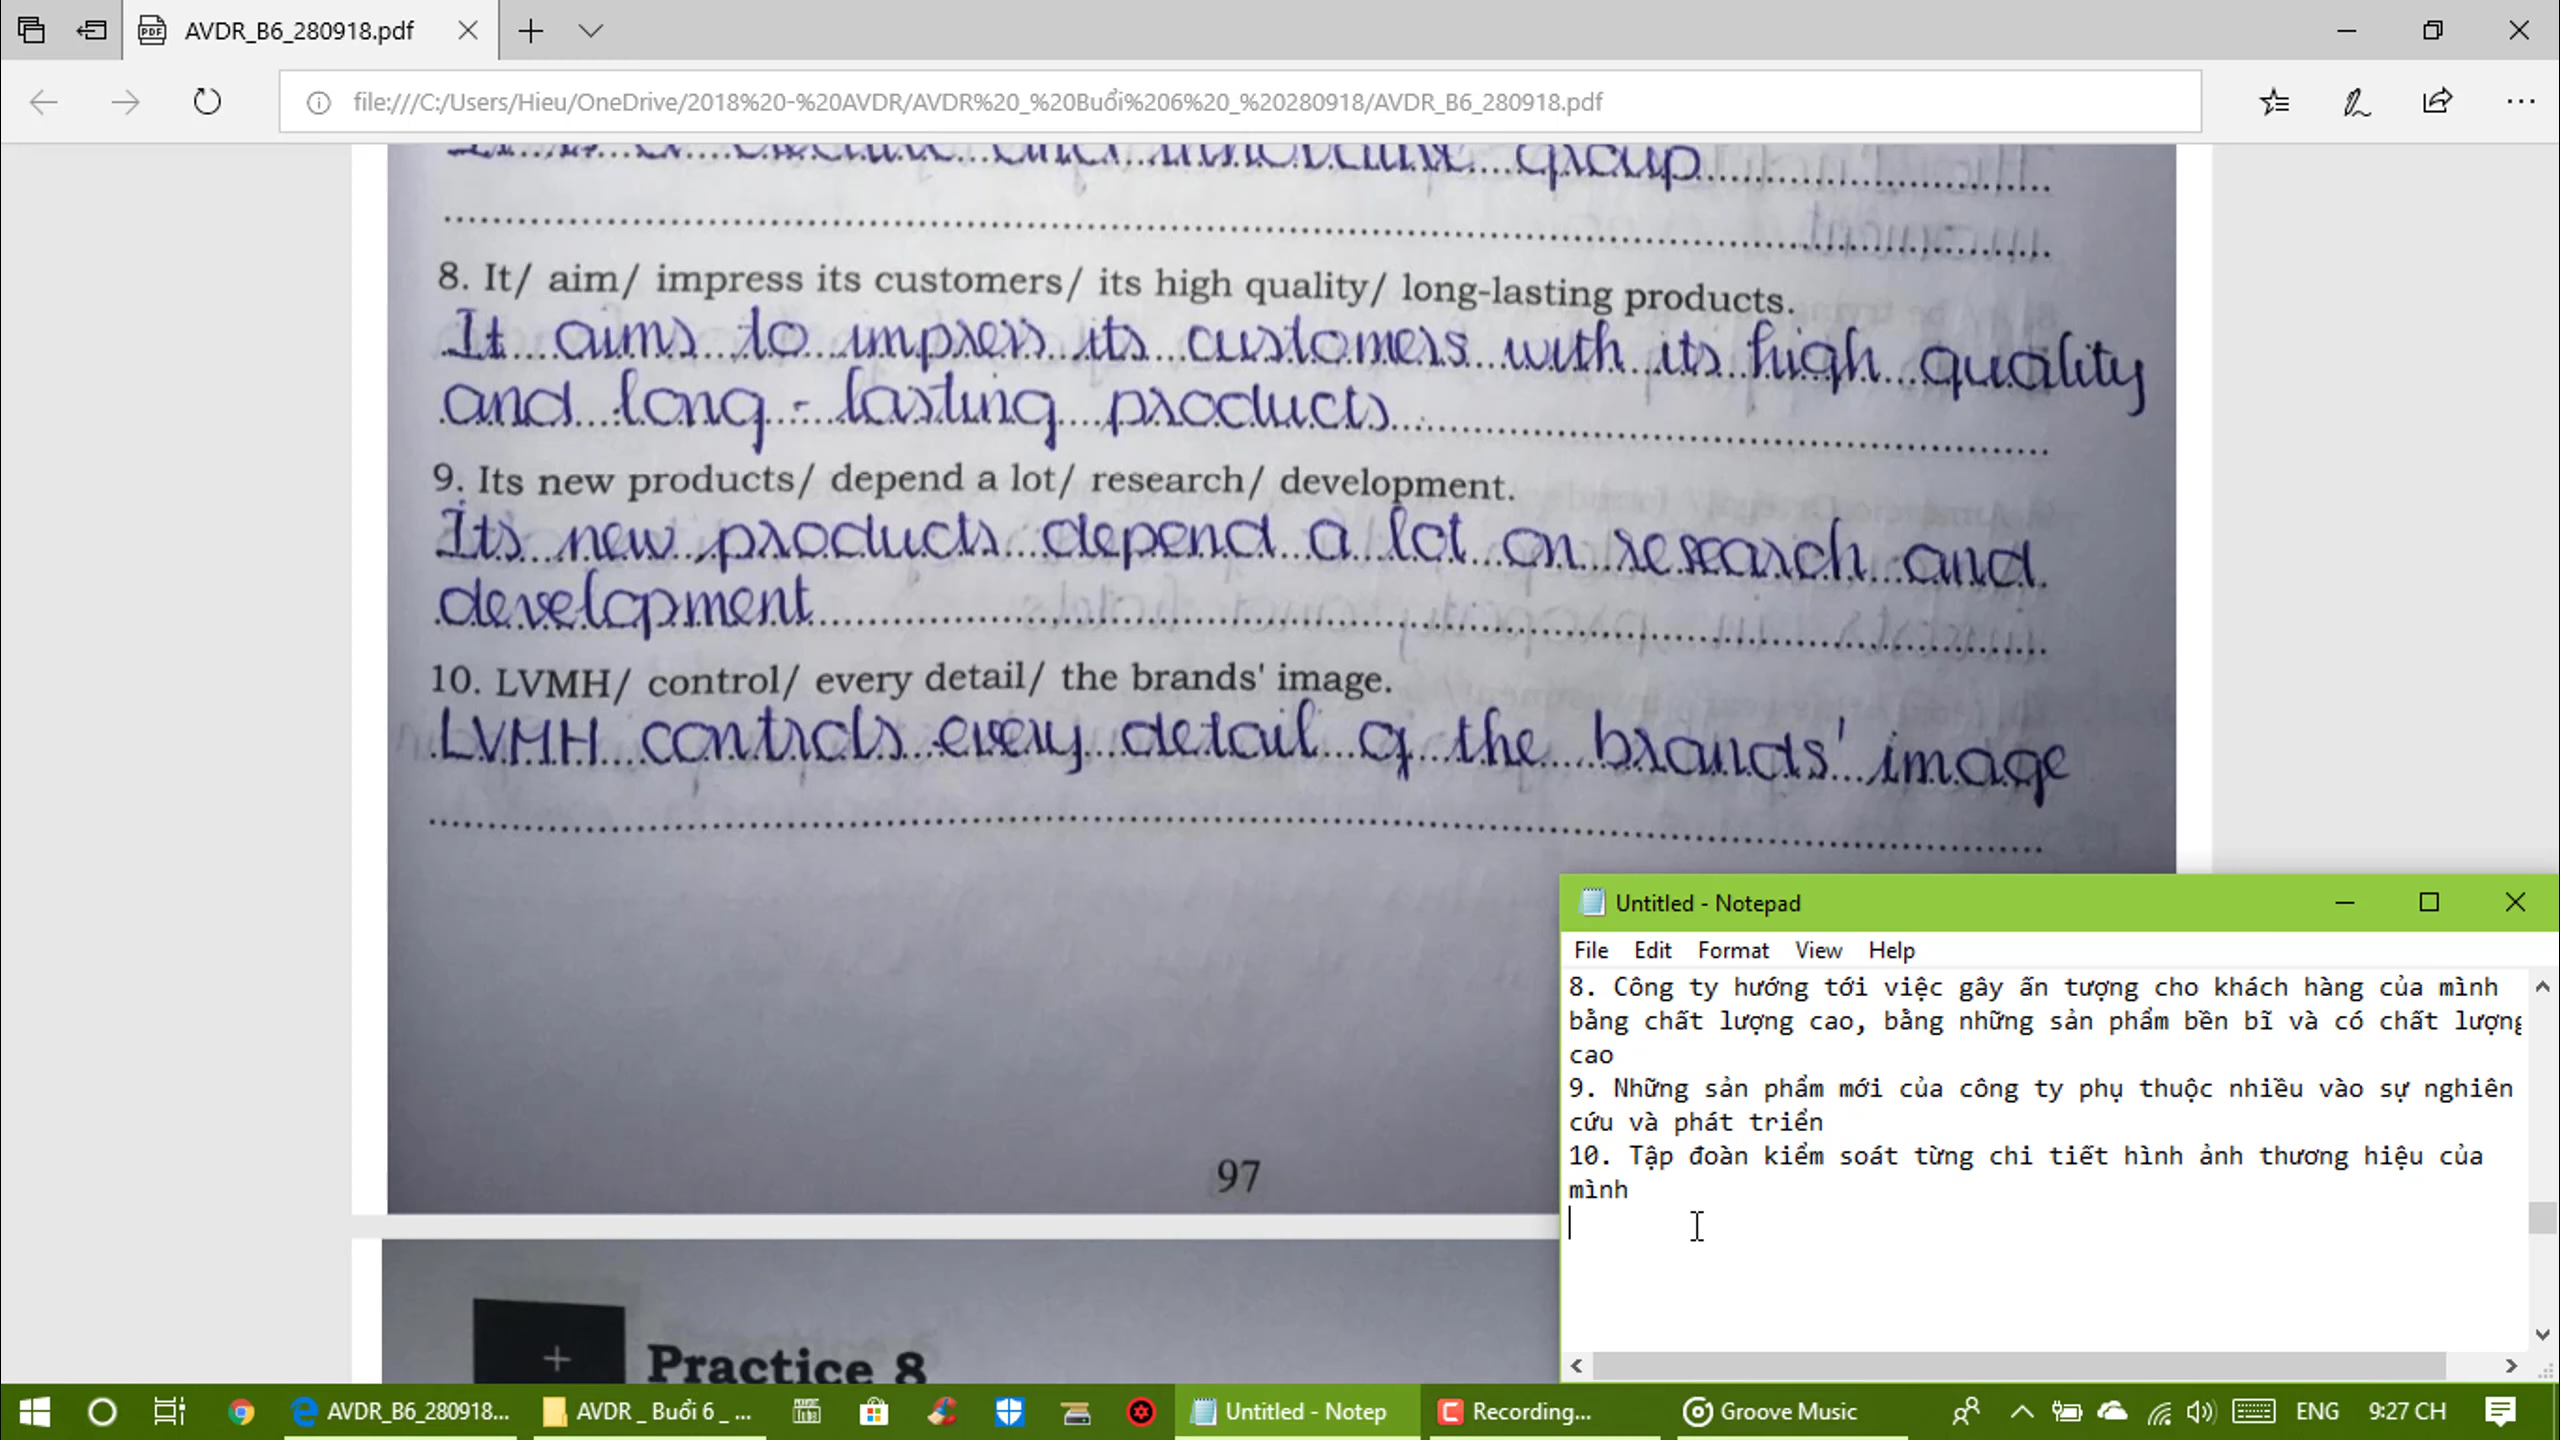 AVDR_B6_280918.pdf
file:///C:/Users/Hieu/OneDrive/2018%20-%20AVDR/AVDR%20_%20Buổi%206%20_%20280918/AVDR_B6_280918.pdf
group
8. It/ aim/ impress its customers/ its high quality/ long-lasting products.
It aims to impress its customers with its high quality
and long - lasting products
9. Its new products/ depend a lot/ research/ development.
Its new products depend a lot on research and
development
10. LVMH/ control/ every detail/ the brands' image.
LVMH controls every detail of the brands' image
97
Practice 8
Untitled - Notepad
File Edit Format View Help
8. Công ty hướng tới việc gây ấn tượng cho khách hàng của mình
bằng chất lượng cao, bằng những sản phẩm bền bĩ và có chất lượng
cao
9. Những sản phẩm mới của công ty phụ thuộc nhiều vào sự nghiên
cứu và phát triển
10. Tập đoàn kiểm soát từng chi tiết hình ảnh thương hiệu của
mình
AVDR_B6_280918... AVDR _ Buổi 6 _ ... Untitled - Notep Recording... Groove Music ENG 9:27 CH